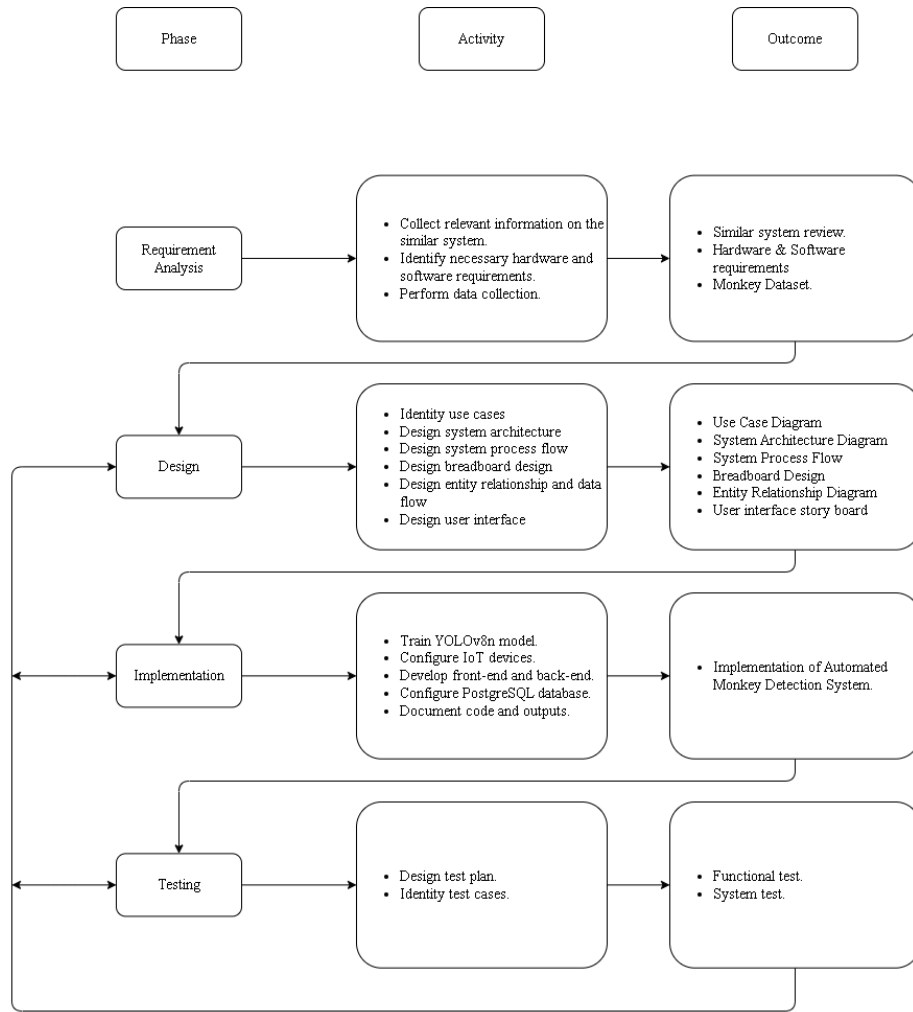 Phase
Activity
Outcome
Requirement
Analysis
• Collect relevant information on the
similar system.
• Identify necessary hardware and
software requirements.
• Perform data collection.
• Similar system review.
• Hardware & Software
requirements
• Monkey Dataset.
Design
• Identity use cases
• Design system architecture
• Design system process flow
• Design breadboard design
• Design entity relationship and data
flow
• Design user interface
• Use Case Diagram
• System Architecture Diagram
• System Process Flow
• Breadboard Design
• Entity Relationship Diagram
• User interface story board
Implementation
• Train YOLOv8n model.
• Configure IoT devices.
• Develop front-end and back-end.
• Configure PostgreSQL database.
• Document code and outputs.
• Implementation of Automated
Monkey Detection System.
Testing
• Design test plan.
• Identity test cases.
• Functional test.
• System test.